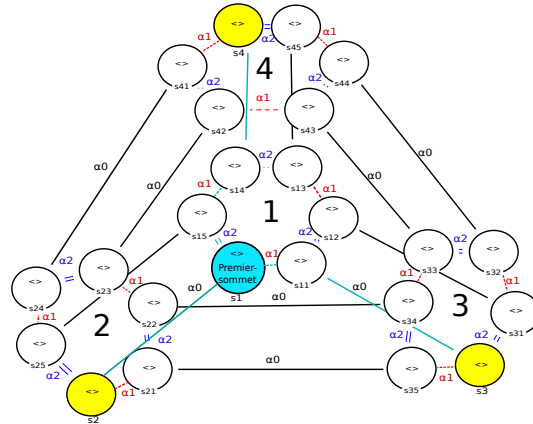 <> <>
α1 α2 α1
s4 s45
<> <>
4
s41 α2 α2 s44
<> <>
α1
s42 s43
α0 α0
<> α2 <>
α1 α1
s14 s13
1
<> <>
s15 α2 α2 s12
<>
Premier-
sommet
α1
<>
s11
s1
<> α2 <>
s33 s32
<> α2 <>
s24 s23
α1 α1
α0 α0
α1 α1
<> <>
s22 s34
<>
s31
2 3
<>
s25
α2 α2 α2
α0
α2
<> α1 <>
s2 s21
α0
<> α1 <>
s35 s3